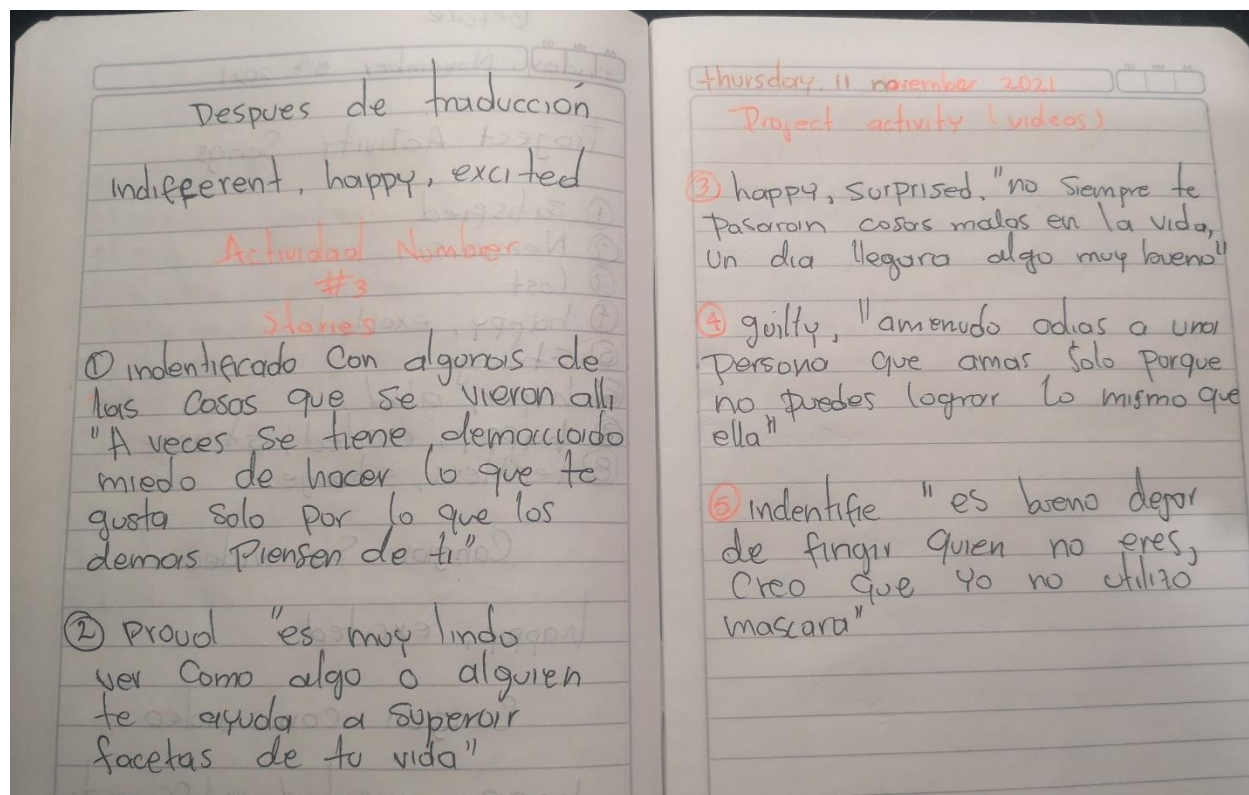 Despues de traducción
indifferent, happy, excited
Actividad Number
#3
Stories
① indentificado con algunas de
las cosas que se vieron alli
"A veces se tiene demaciado
miedo de hacer lo que te
gusta solo por lo que los
demas Piensen de ti"
② Proud "es muy lindo
ver Como algo o alguien
te ayuda a superar
facetas de tu vida"
thursday, 11 november 2021
Project activity (videos)
③ happy, surprised. "no Siempre te
Pasaran cosas malas en la vida,
un dia llegara algo muy bueno"
④ guilty, "amenudo odias a una
Persona que amas solo porque
no puedes lograr lo mismo que
ella"
⑤ indentifie "es bueno dejar
de fingir quien no eres,
Creo que yo no utilizo
mascara"